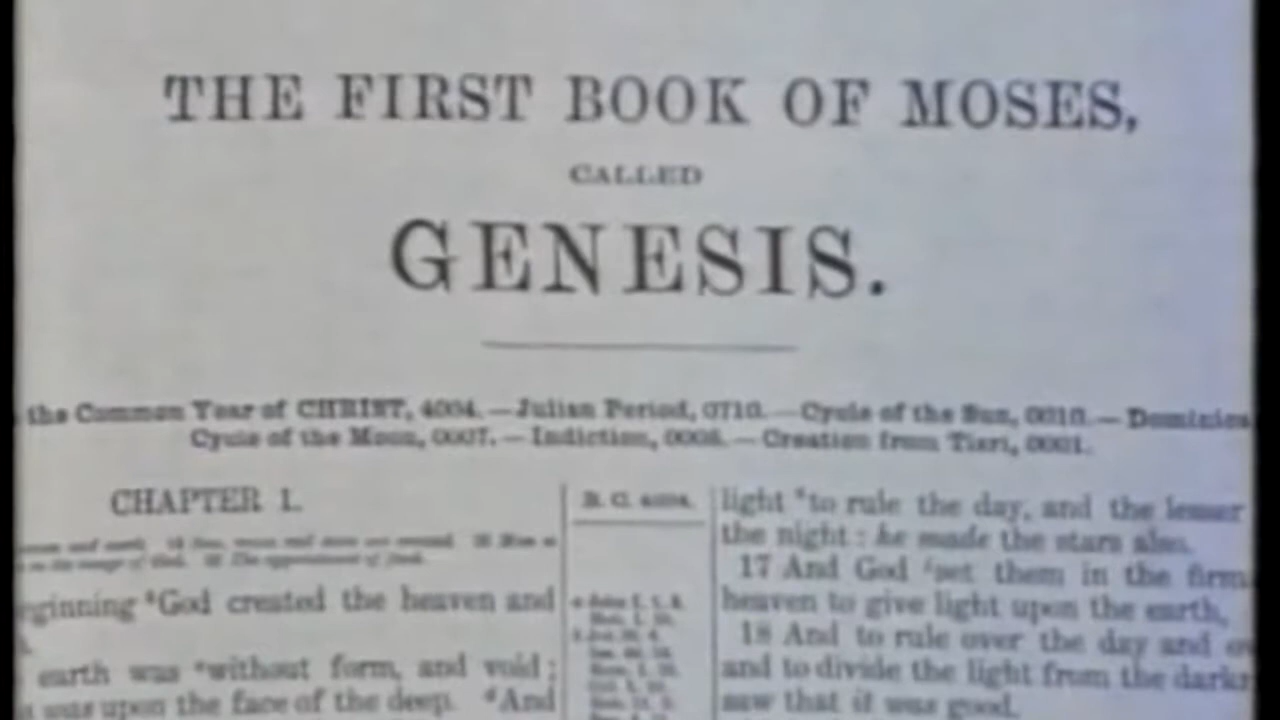 THE FIRST BOOK OF MOSES,
CALLED
GENESIS.
the Common Year of CHRIST, 4004.—Julian Period, 0710.—Cycle of the Sun, 0010.—
Cycle of the Moon, 0007.—Indiction, —Creation from Tisri, 0001.
CHAPTER I.
God created the heaven and
earth was without form, and void;
was upon the face of the deep. And
B. C. 4004.
light to rule the day, and the lesser
the night: he made the stars also.
17 And God set them in the
heaven to give light upon the earth,
18 And to rule over the day and
and to divide the light from the
saw that it was good.